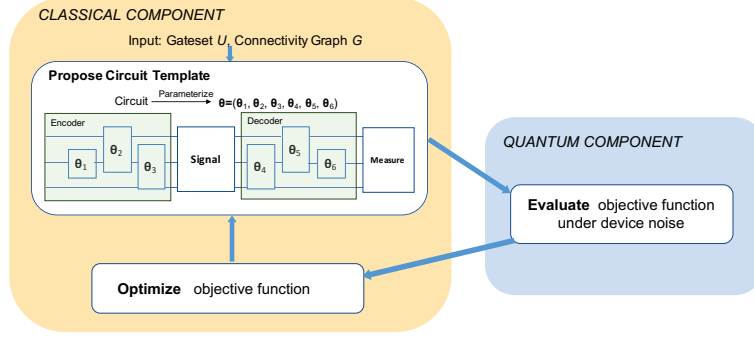 CLASSICAL COMPONENT
Input: Gateset U, Connectivity Graph G
Propose Circuit Template
Circuit Parameterize θ=(θ1, θ2, θ3, θ4, θ5, θ6)
Encoder
θ1
θ2
θ3
Signal
Decoder
θ4
θ5
θ6
Measure
QUANTUM COMPONENT
Evaluate objective function
under device noise
Optimize objective function